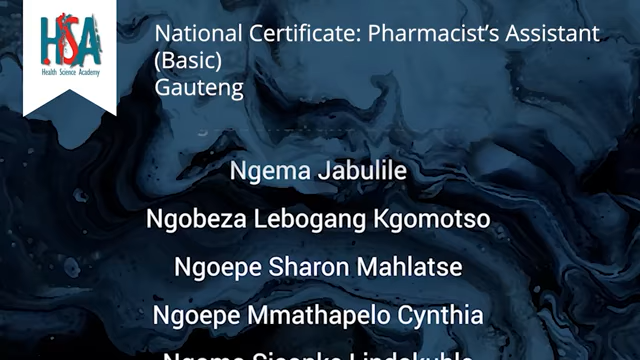 HSA
Health Science Academy
National Certificate: Pharmacist's Assistant
(Basic)
Gauteng
Ngema Jabulile
Ngobeza Lebogang Kgomotso
Ngoepe Sharon Mahlatse
Ngoepe Mmathapelo Cynthia